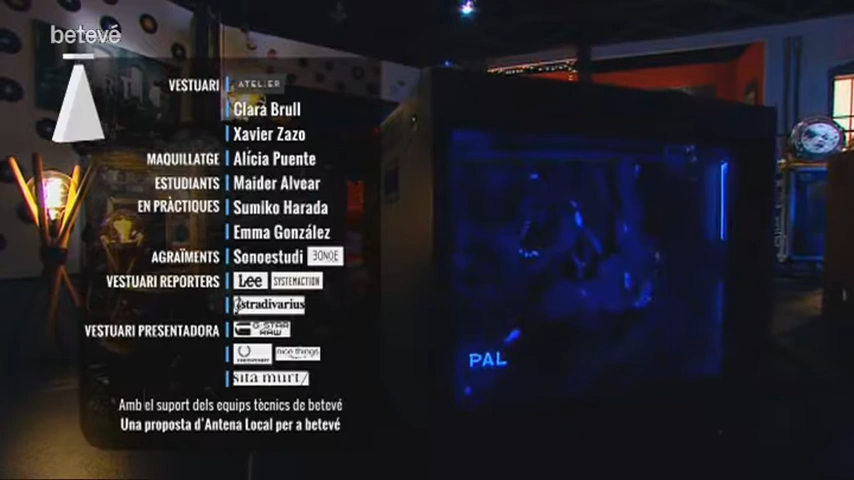 betevé
VESTUARI ATELIER
Clara Brull
Xavier Zazo
MAQUILLATGE Alícia Puente
ESTUDIANTS Maider Alvear
EN PRÀCTIQUES Sumiko Harada
Emma González
AGRAÏMENTS Sonoestudi
VESTUARI REPORTERS Lee SYSTEMACTION
stradivarius
VESTUARI PRESENTADORA G-STAR RAW
nice things
sita murt/
Amb el suport dels equips tècnics de betevé
Una proposta d'Antena Local per a betevé
PAL